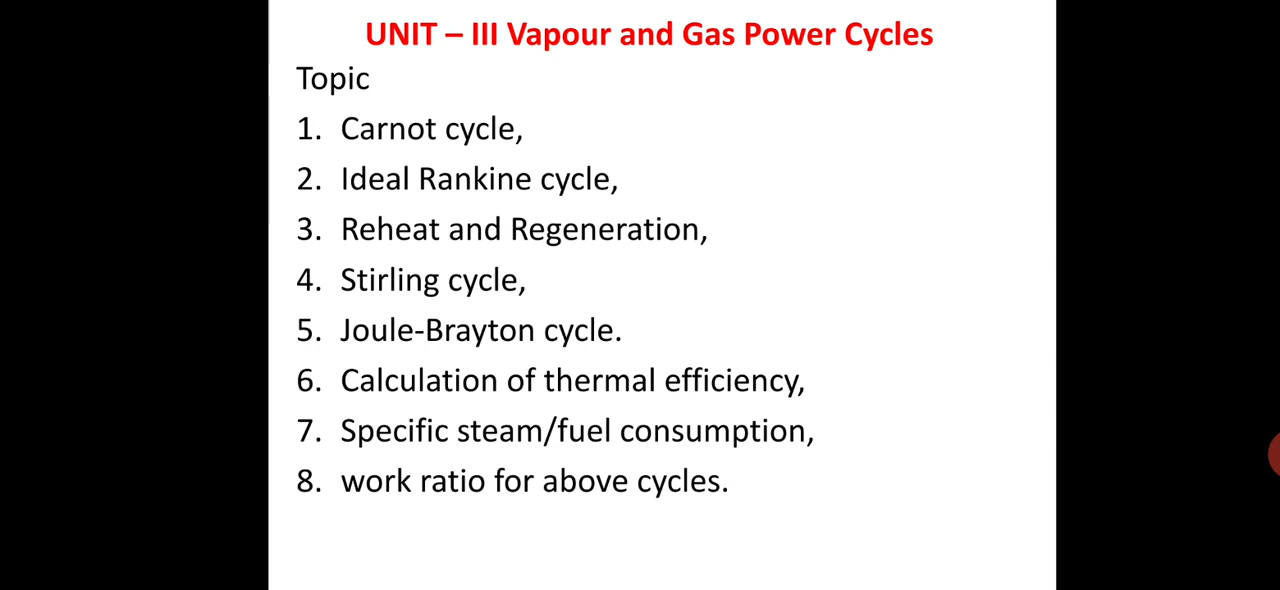 UNIT – III Vapour and Gas Power Cycles
Topic
1. Carnot cycle,
2. Ideal Rankine cycle,
3. Reheat and Regeneration,
4. Stirling cycle,
5. Joule-Brayton cycle.
6. Calculation of thermal efficiency,
7. Specific steam/fuel consumption,
8. work ratio for above cycles.